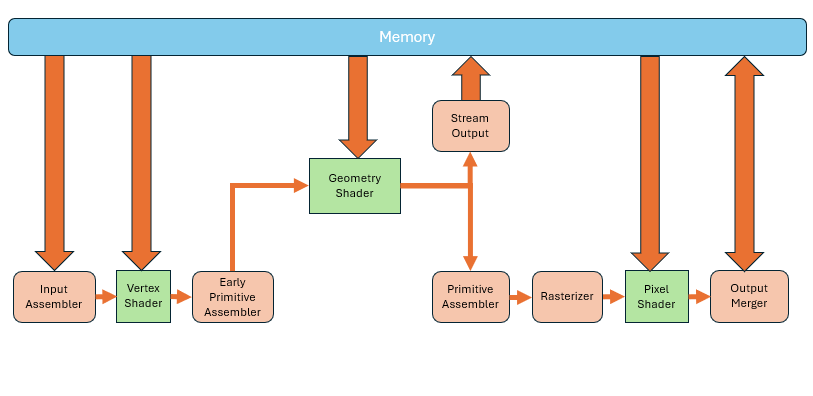 Memory
Stream
Output
Geometry
Shader
Input
Assembler
Vertex
Shader
Early
Primitive
Assembler
Primitive
Assembler
Rasterizer
Pixel
Shader
Output
Merger